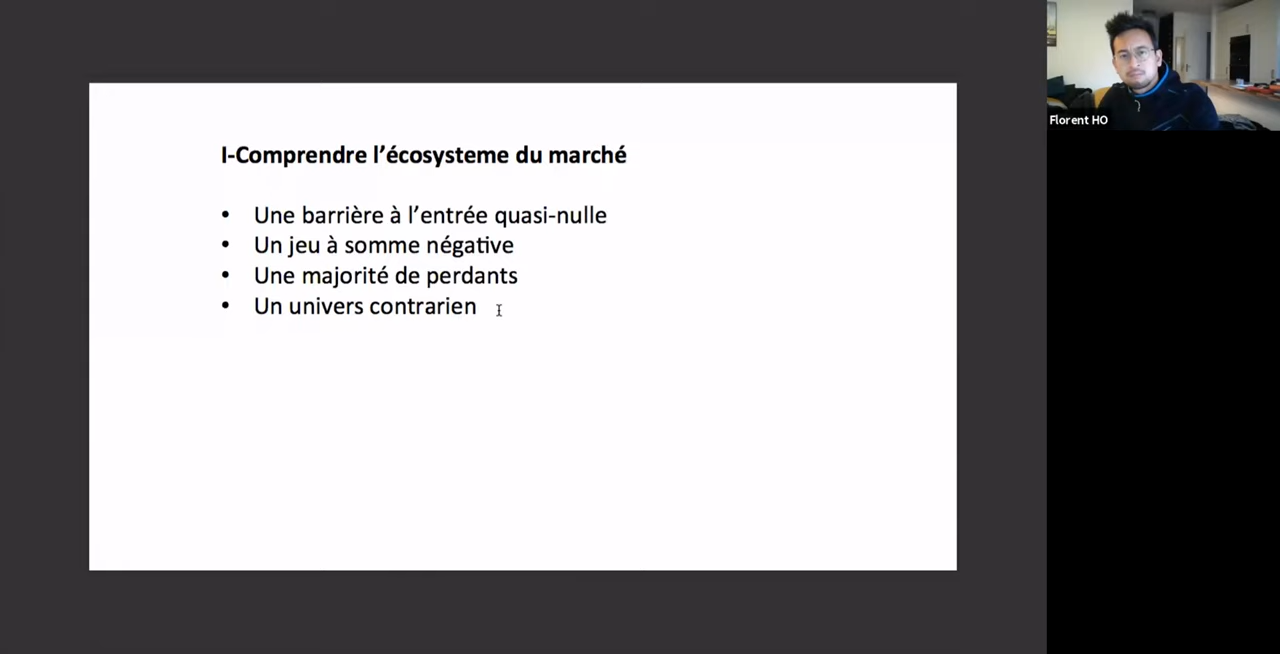 I-Comprendre l’écosysteme du marché
• Une barrière à l’entrée quasi-nulle
• Un jeu à somme négative
• Une majorité de perdants
• Un univers contrarien
Florent HO